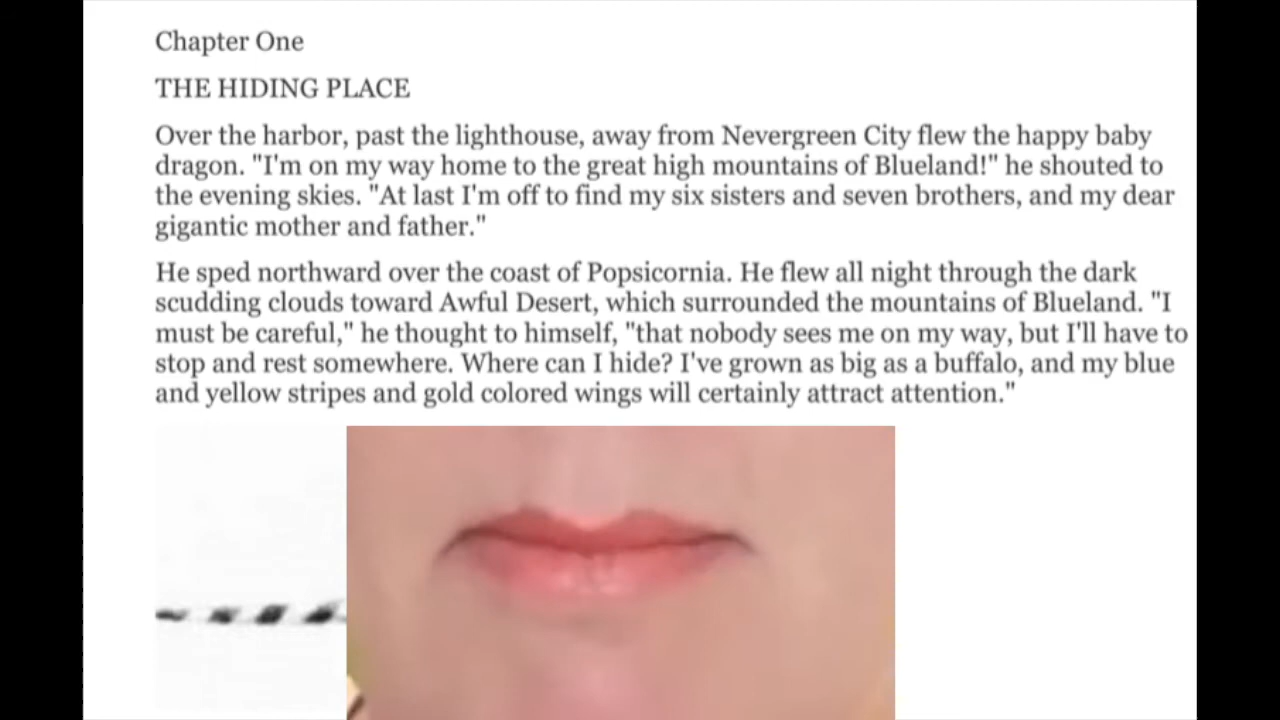 Chapter One
THE HIDING PLACE
Over the harbor, past the lighthouse, away from Nevergreen City flew the happy baby
dragon. "I'm on my way home to the great high mountains of Blueland!" he shouted to
the evening skies. "At last I'm off to find my six sisters and seven brothers, and my dear
gigantic mother and father."
He sped northward over the coast of Popsicornia. He flew all night through the dark
scudding clouds toward Awful Desert, which surrounded the mountains of Blueland. "I
must be careful," he thought to himself, "that nobody sees me on my way, but I'll have to
stop and rest somewhere. Where can I hide? I've grown as big as a buffalo, and my blue
and yellow stripes and gold colored wings will certainly attract attention."